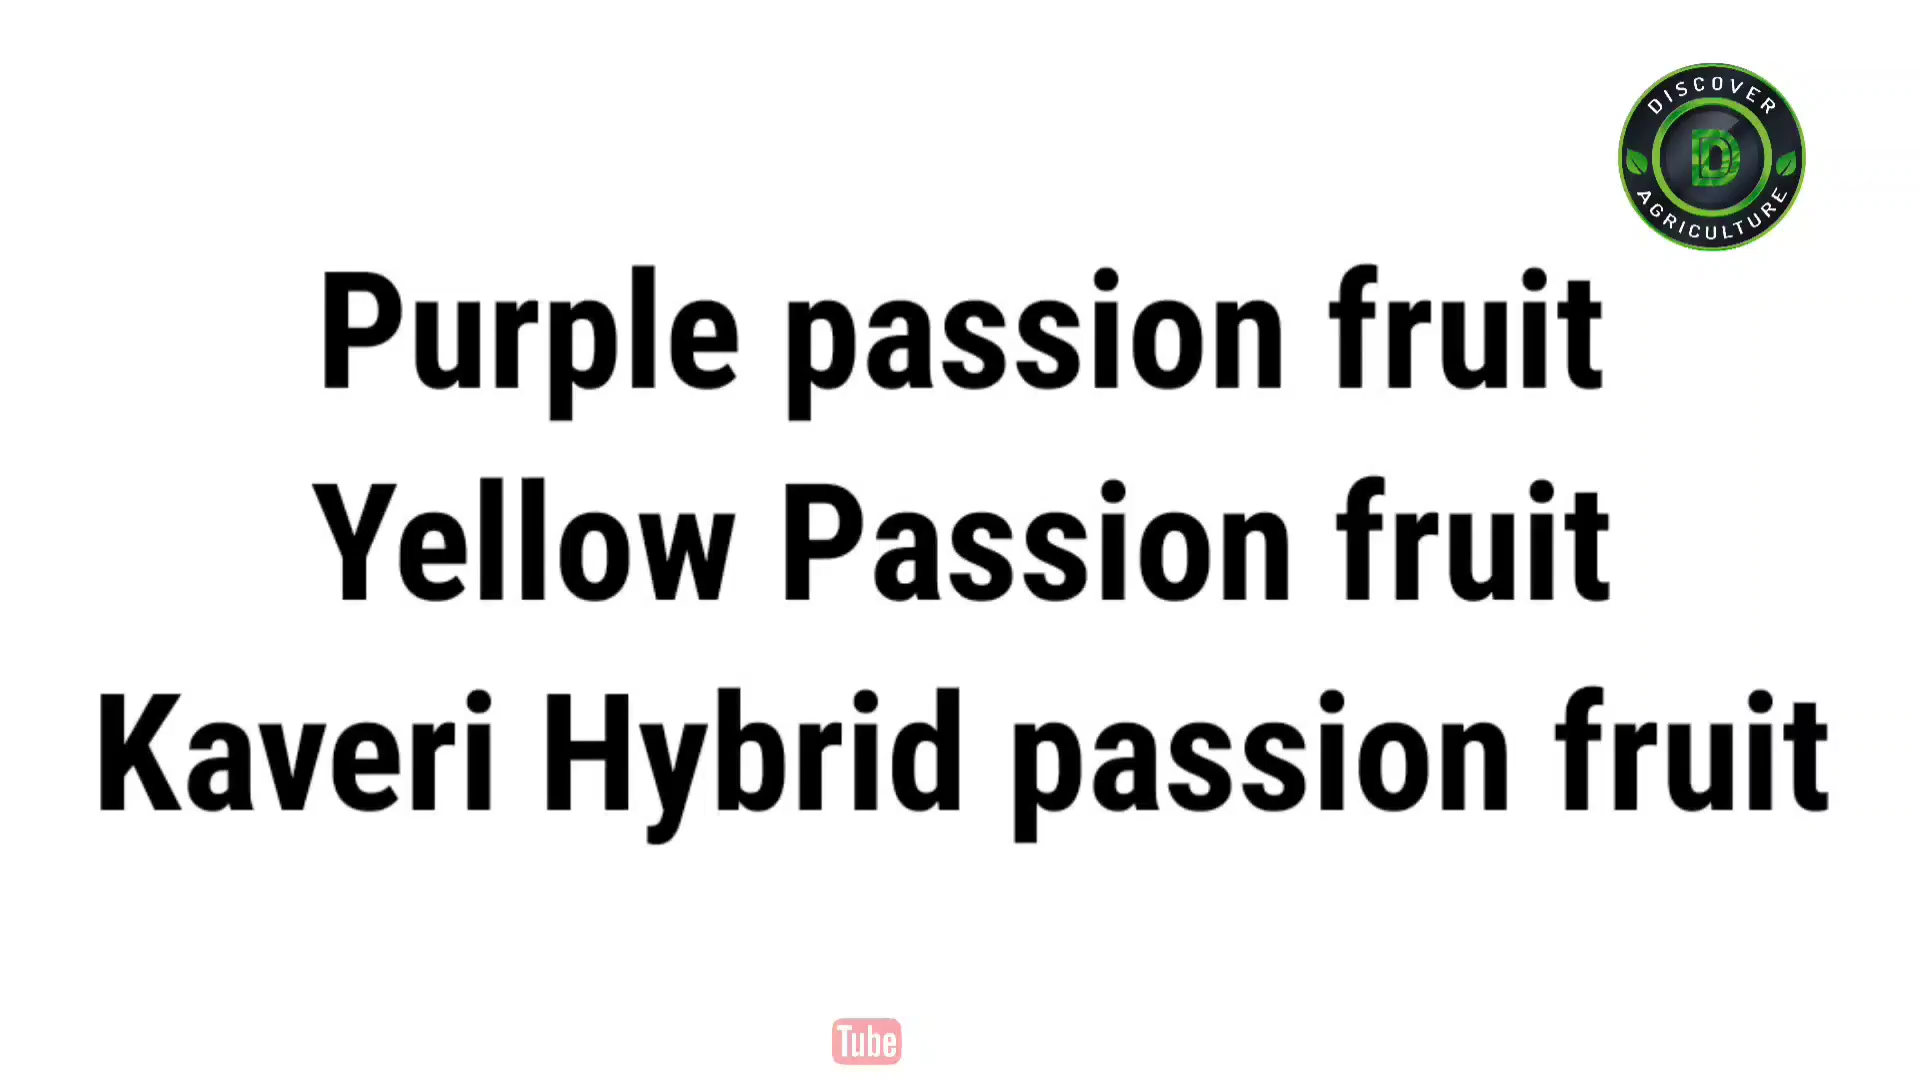 DISCOVER
D
AGRICULTURE
Purple passion fruit
Yellow Passion fruit
Kaveri Hybrid passion fruit
Tube